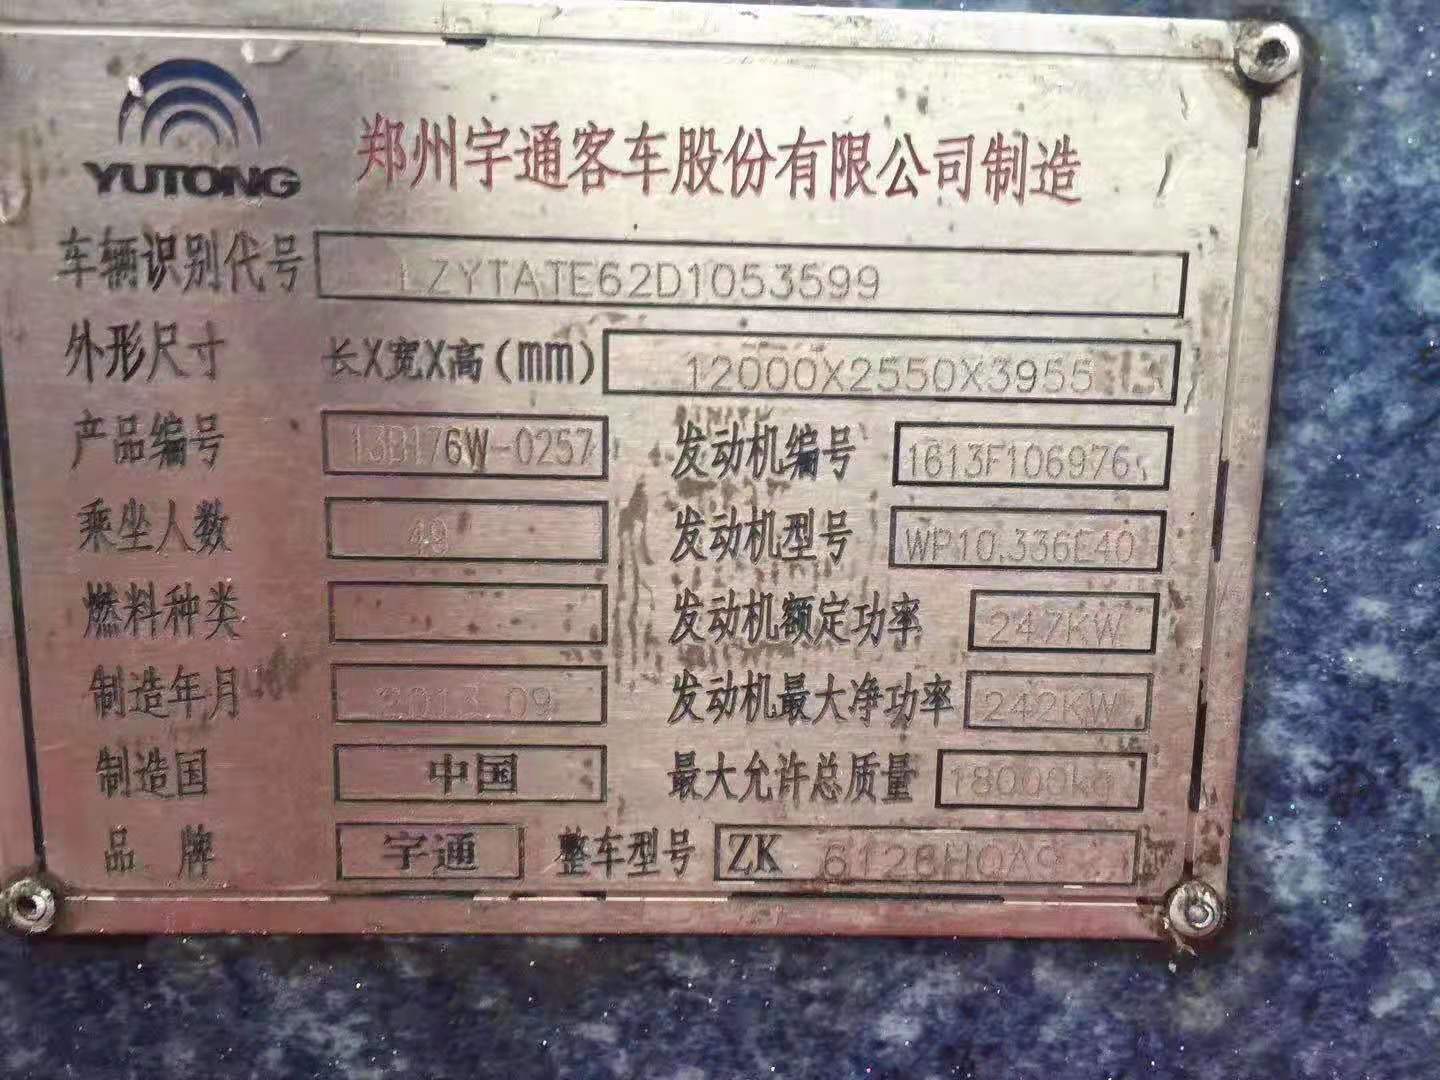 YUTONG
郑州宇通客车股份有限公司制造
车辆识别代号 LZYTATE62D1053599
外形尺寸 长X宽X高(mm) 12000X2550X3955
产品编号 13B176W-0257 发动机编号 1613F106976
乘坐人数 49 发动机型号 WP10.336E40
燃料种类 发动机额定功率 247KW
制造年月 2013 09 发动机最大净功率 242KW
制造国 中国 最大允许总质量 18000kg
品 牌 宇通 整车型号 ZK 6126HQA9